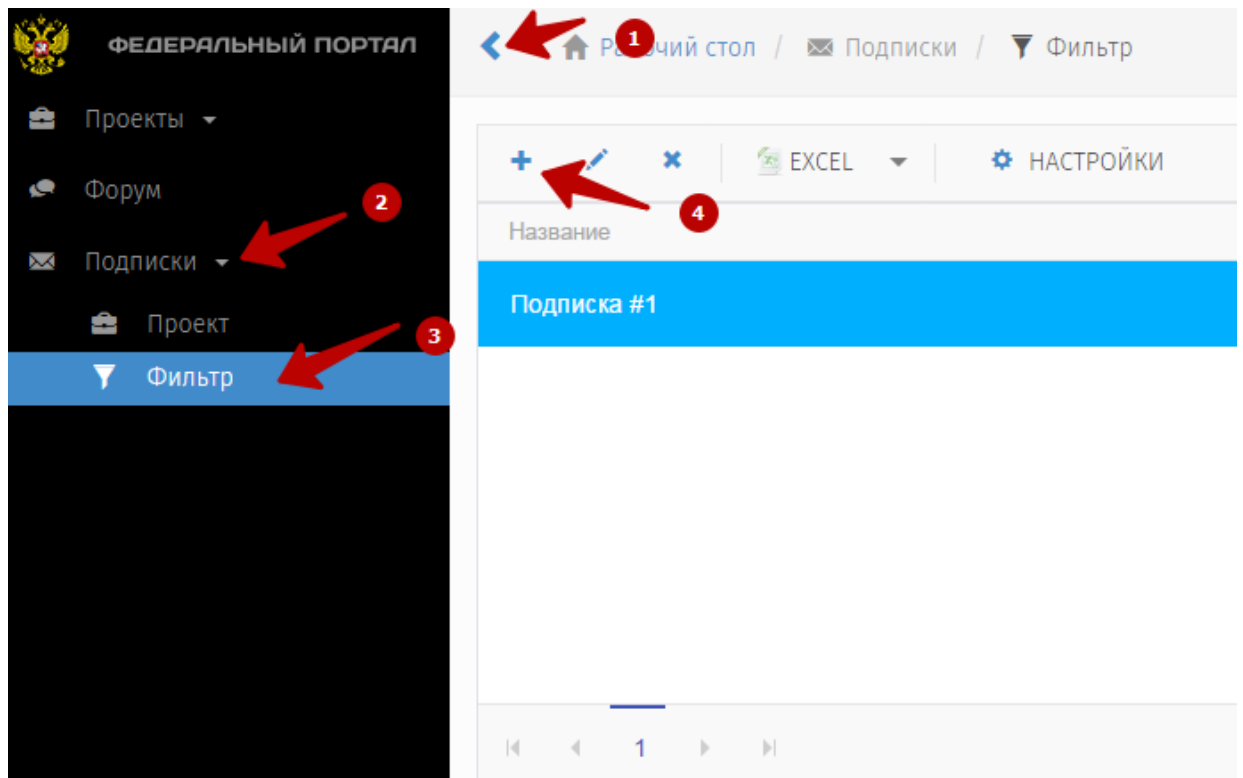 ФЕДЕРАЛЬНЫЙ ПОРТАЛ
Проекты
Форум
2
Подписки
Проект
3
Фильтр
1
стол / Подписки / Фильтр
EXCEL НАСТРОЙКИ
4
Название
Подписка #1
1